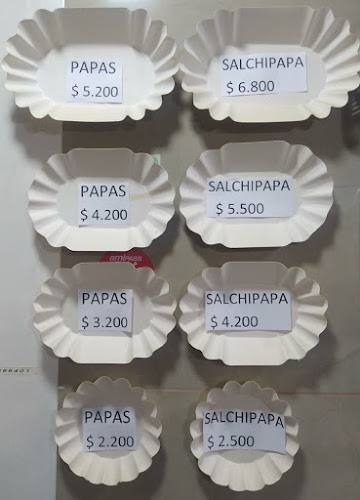 PAPAS
$ 5.200
SALCHIPAPA
$ 6.800
PAPAS
$ 4.200
SALCHIPAPA
$ 5.500
amiPASS
PAPAS
$ 3.200
SALCHIPAPA
$ 4.200
PAPAS
$ 2.200
SALCHIPAPA
$ 2.500